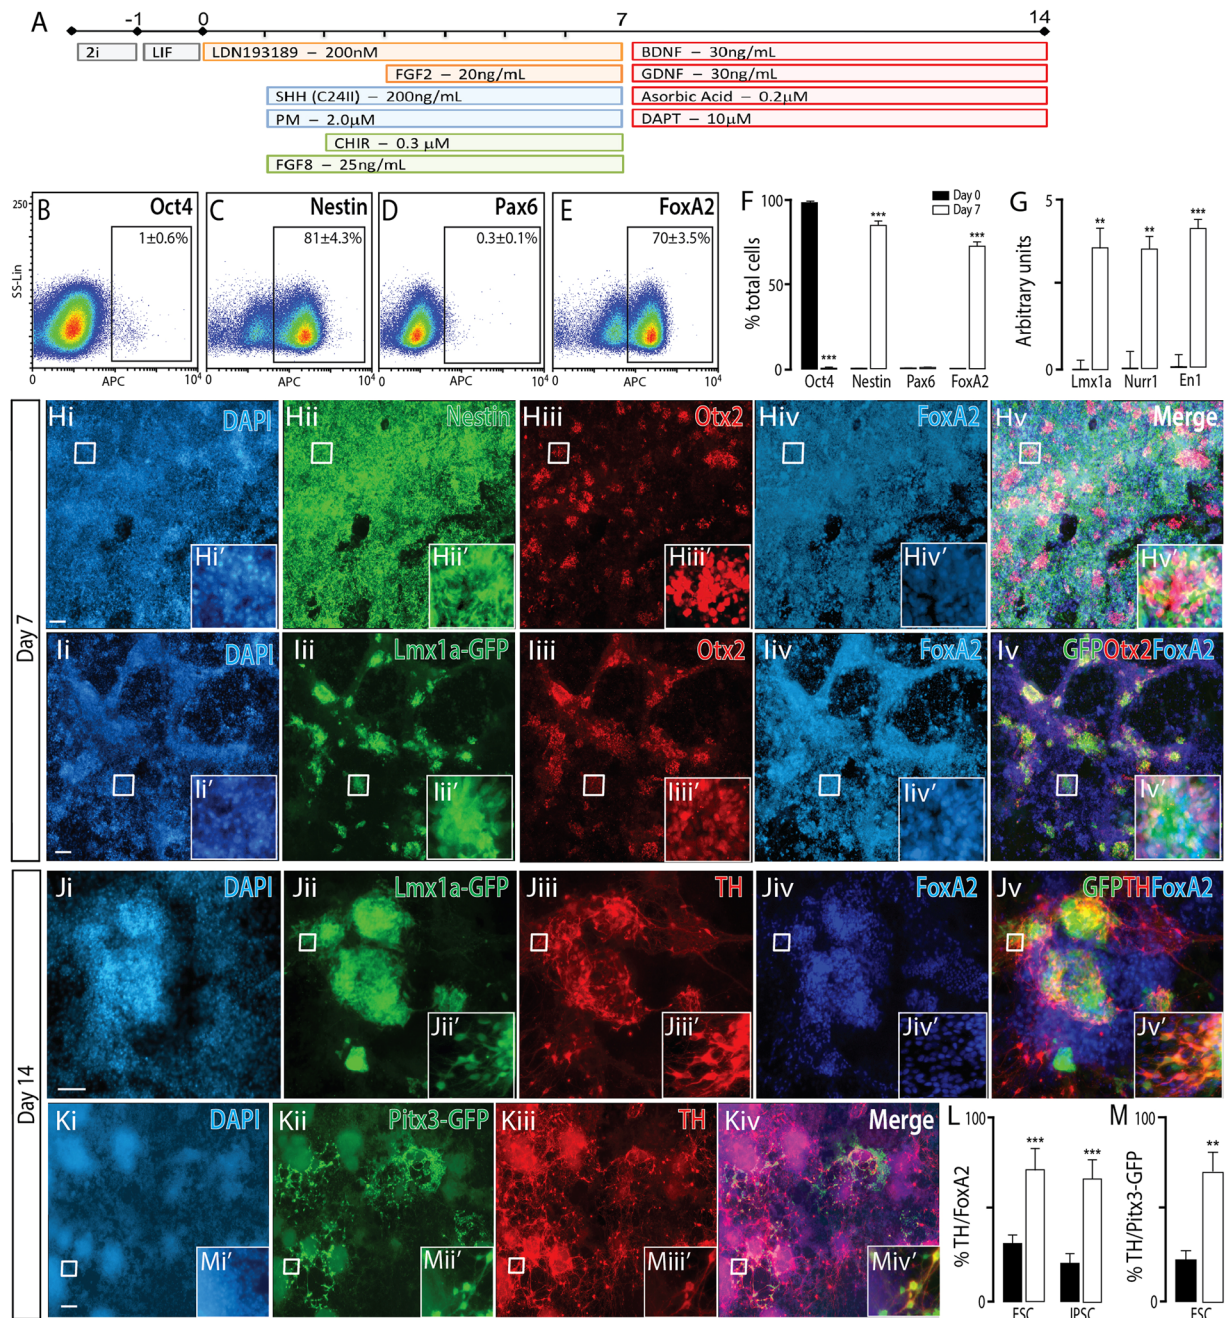 A
-1 0 7 14
2i LIF LDN193189 – 200nM BDNF – 30ng/mL
FGF2 – 20ng/mL GDNF – 30ng/mL
SHH (C24II) – 200ng/mL Asorbic Acid – 0.2µM
PM – 2.0µM DAPT – 10µM
CHIR – 0.3 µM
FGF8 – 25ng/mL
B Oct4 C Nestin D Pax6 E FoxA2
250
1±0.6% 81±4.3% 0.3±0.1% 70±3.5%
SS-Lin
0 APC 10⁴ 0 APC 10⁴ 0 APC 10⁴ 0 APC 10⁴
F
Day 0
Day 7
% total cells
100
50
0
*** *** ***
Oct4 Nestin Pax6 FoxA2
G
Arbitrary units
5
0
** ** ***
Lmx1a Nurr1 En1
Day 7
Hi DAPI Hii Nestin Hiii Otx2 Hiv FoxA2 Hv Merge
Hi' Hii' Hiii' Hiv' Hv'
Ii DAPI Iii Lmx1a-GFP Iiii Otx2 Iiv FoxA2 Iv GFPOtx2FoxA2
Ii' Iii' Iiii' Iiv' Iv'
Day 14
Ji DAPI Jii Lmx1a-GFP Jiii TH Jiv FoxA2 Jv GFPTHFoxA2
Jii' Jiii' Jiv' Jv'
Ki DAPI Kii Pitx3-GFP Kiii TH Kiv Merge
Mi' Mii' Miii' Miv'
L
% TH/FoxA2
100
0
*** ***
ESC IPSC
M
% TH/Pitx3-GFP
100
0
**
ESC